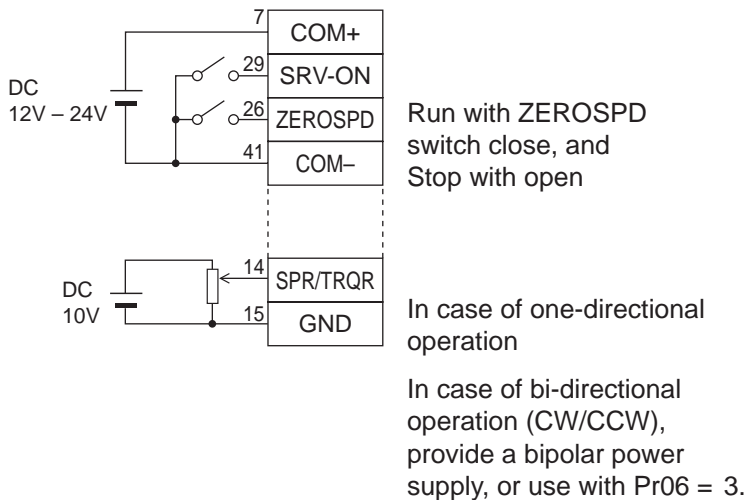 7
COM+
29
SRV-ON
DC
12V – 24V
26
ZEROSPD
41
COM–
Run with ZEROSPD
switch close, and
Stop with open
14
SPR/TRQR
DC
10V
15
GND
In case of one-directional
operation
In case of bi-directional
operation (CW/CCW),
provide a bipolar power
supply, or use with Pr06 = 3.